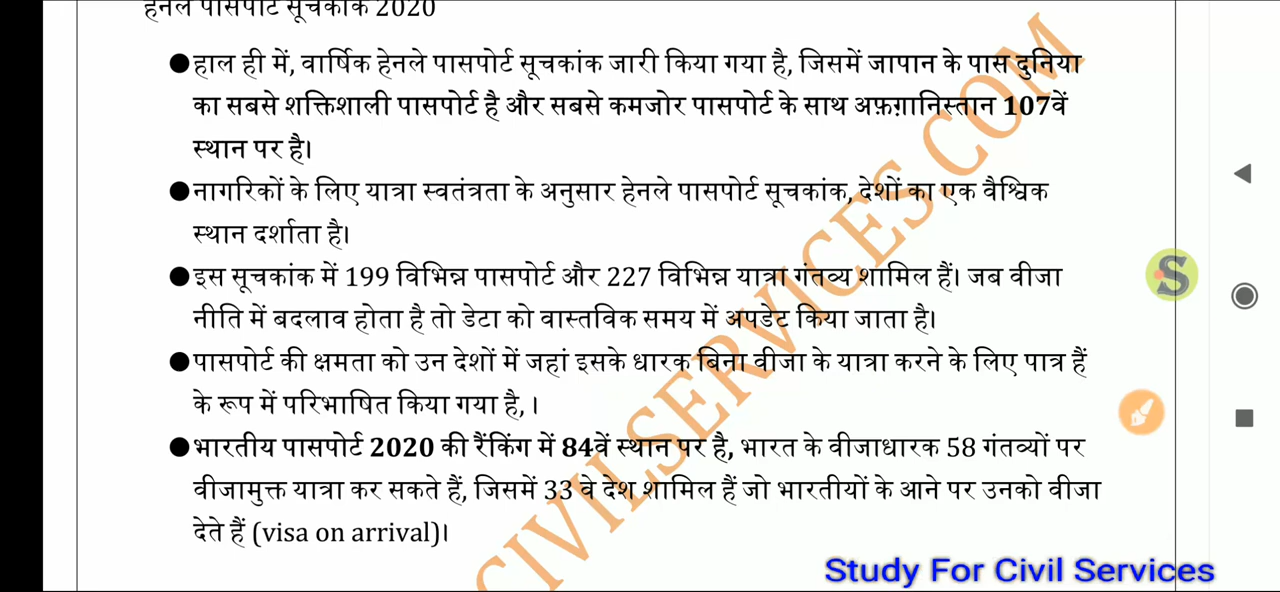 हेनले पासपोर्ट सूचकांक 2020
●हाल ही में, वार्षिक हेनले पासपोर्ट सूचकांक जारी किया गया है, जिसमें जापान के पास दुनिया
का सबसे शक्तिशाली पासपोर्ट है और सबसे कमजोर पासपोर्ट के साथ अफ़ग़ानिस्तान 107वें
स्थान पर है।
●नागरिकों के लिए यात्रा स्वतंत्रता के अनुसार हेनले पासपोर्ट सूचकांक, देशों का एक वैश्विक
स्थान दर्शाता है।
●इस सूचकांक में 199 विभिन्न पासपोर्ट और 227 विभिन्न यात्रा गंतव्य शामिल हैं। जब वीजा
नीति में बदलाव होता है तो डेटा को वास्तविक समय में अपडेट किया जाता है।
●पासपोर्ट की क्षमता को उन देशों में जहां इसके धारक बिना वीजा के यात्रा करने के लिए पात्र हैं
के रूप में परिभाषित किया गया है, ।
●भारतीय पासपोर्ट 2020 की रैंकिंग में 84वें स्थान पर है, भारत के वीजाधारक 58 गंतव्यों पर
वीजामुक्त यात्रा कर सकते हैं, जिसमें 33 वे देश शामिल हैं जो भारतीयों के आने पर उनको वीजा
देते हैं (visa on arrival)।
CIVILSERVICES.COM
S
Study For Civil Services